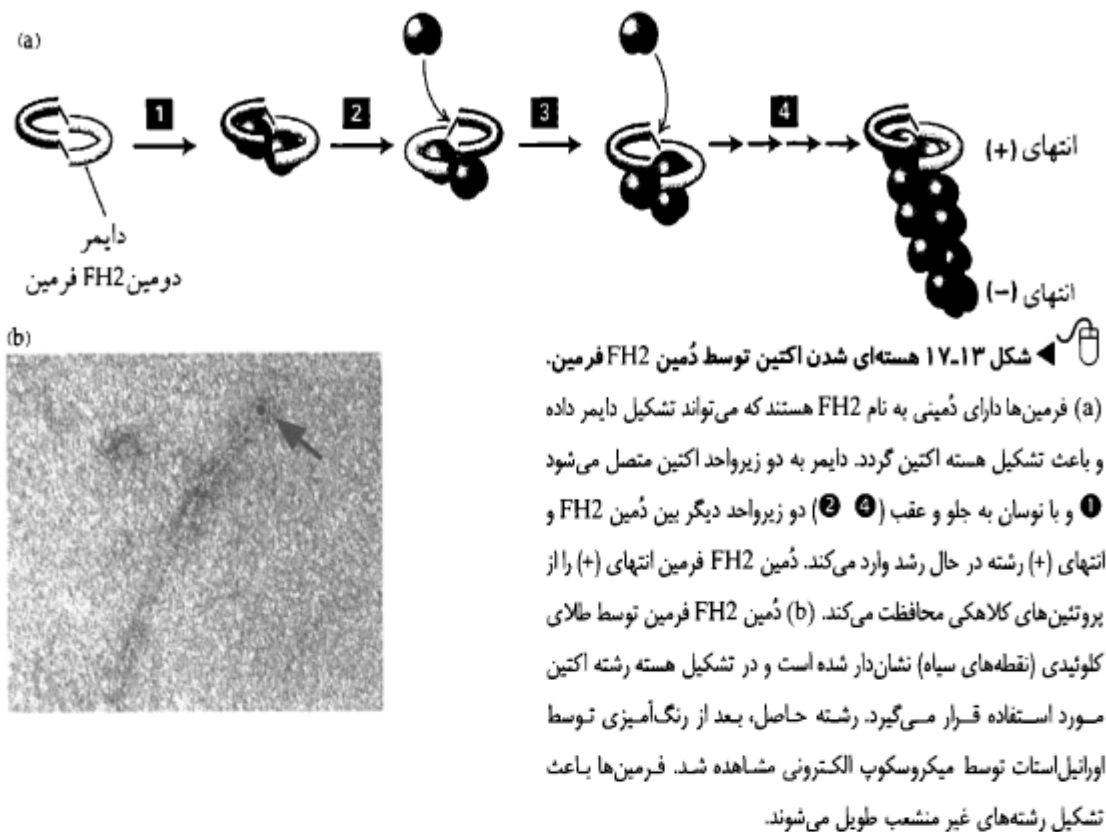 (a)
1
2
3
4
انتهای (+)
دایمر
دومین FH2 فرمین
انتهای (−)
(b)
◀ شکل ۱۳ـ۱۷ هسته‌ای شدن اکتین توسط دُمین FH2 فرمین.
(a) فرمین‌ها دارای دُمینی به نام FH2 هستند که می‌تواند تشکیل دایمر داده
و باعث تشکیل هسته اکتین گردد. دایمر به دو زیرواحد اکتین متصل می‌شود
❶ و با نوسان به جلو و عقب (❹ ❷) دو زیرواحد دیگر بین دُمین FH2 و
انتهای (+) رشته در حال رشد وارد می‌کند. دُمین FH2 فرمین انتهای (+) را از
پروتئین‌های کلاهکی محافظت می‌کند. (b) دُمین FH2 فرمین توسط طلای
کلوئیدی (نقطه‌های سیاه) نشان‌دار شده است و در تشکیل هسته رشته اکتین
مورد استفاده قرار می‌گیرد. رشته حاصل، بعد از رنگ‌آمیزی توسط
اورانیل‌استات توسط میکروسکوپ الکترونی مشاهده شد. فرمین‌ها باعث
تشکیل رشته‌های غیر منشعب طویل می‌شوند.